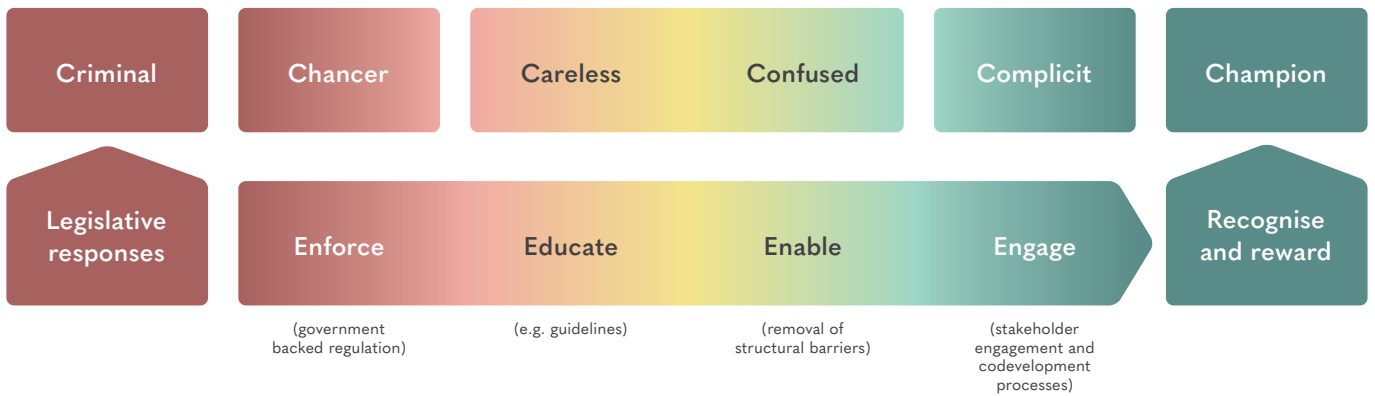 Criminal
Chancer
Careless
Confused
Complicit
Champion
Legislative
responses
Enforce
Educate
Enable
Engage
Recognise
and reward
(government
backed regulation)
(e.g. guidelines)
(removal of
structural barriers)
(stakeholder
engagement and
codevelopment
processes)